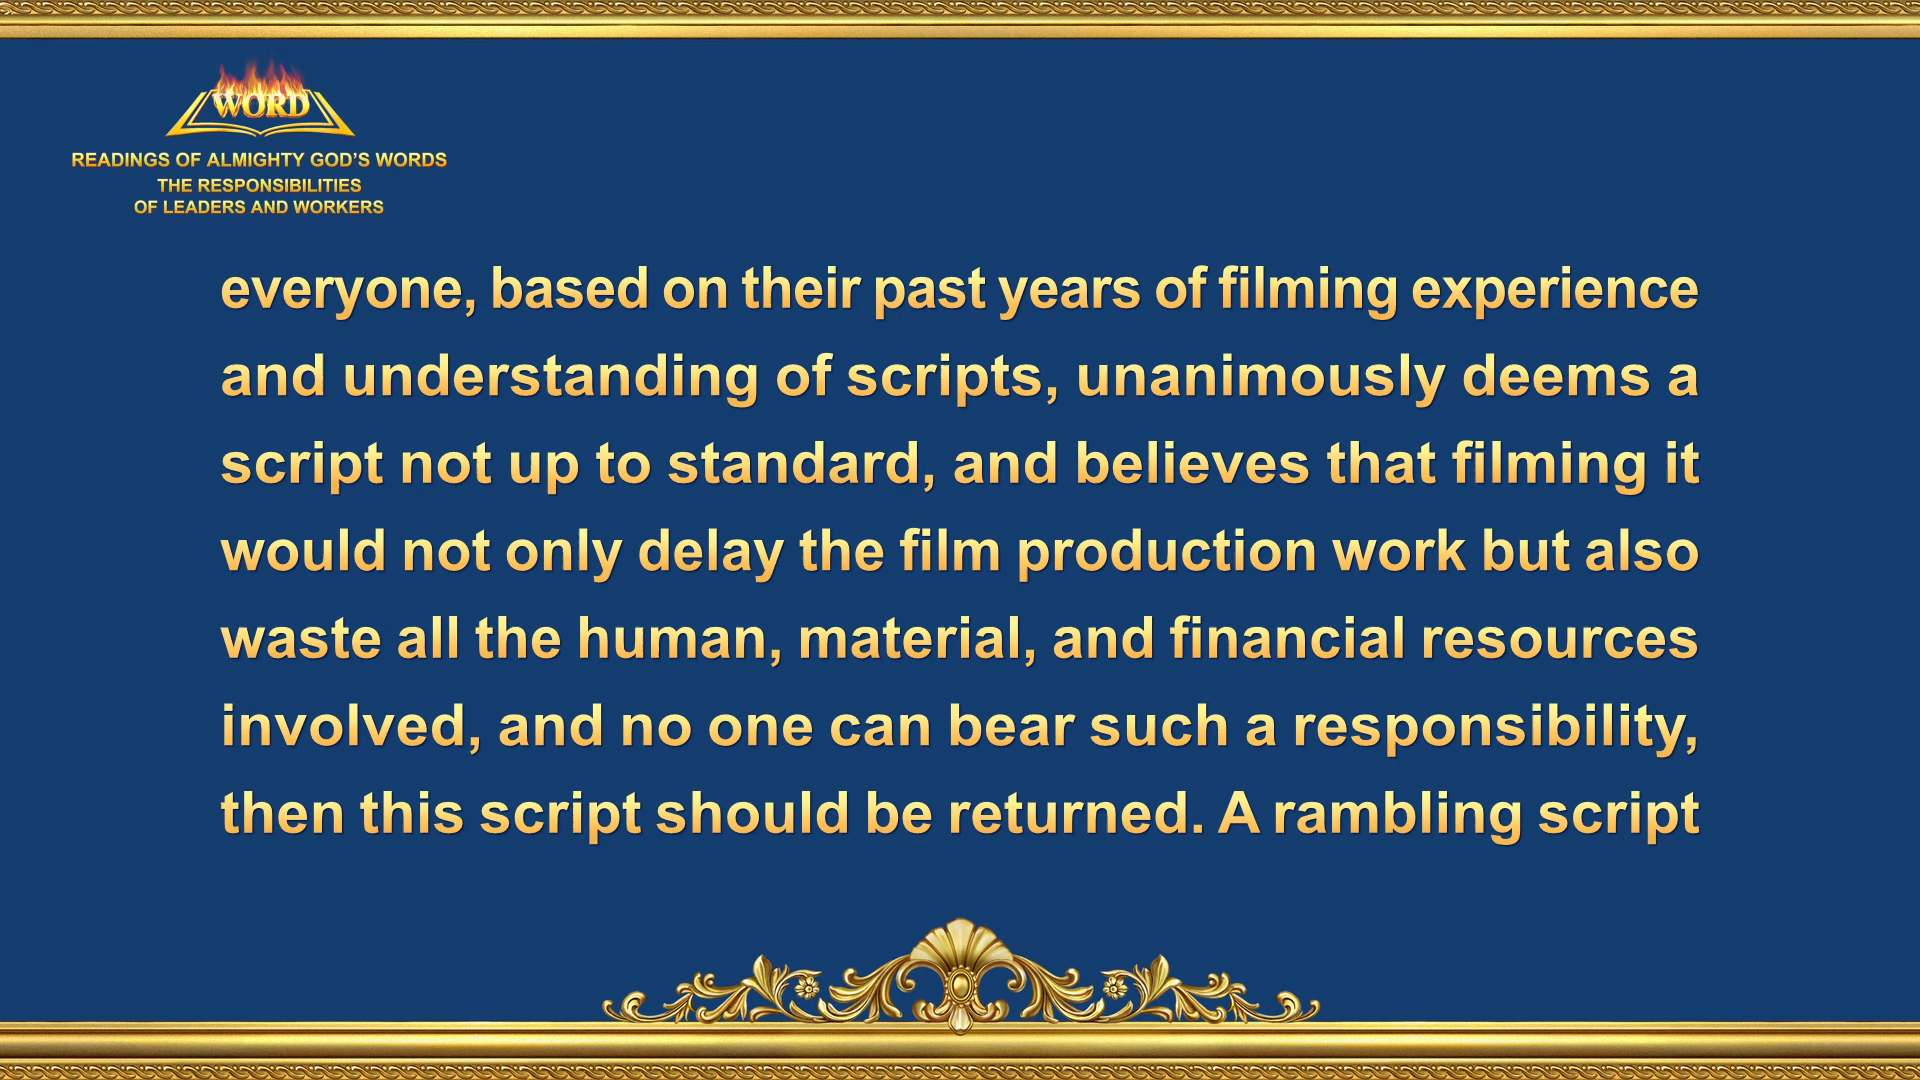 WORD
READINGS OF ALMIGHTY GOD’S WORDS
THE RESPONSIBILITIES
OF LEADERS AND WORKERS
everyone, based on their past years of filming experience
and understanding of scripts, unanimously deems a
script not up to standard, and believes that filming it
would not only delay the film production work but also
waste all the human, material, and financial resources
involved, and no one can bear such a responsibility,
then this script should be returned. A rambling script